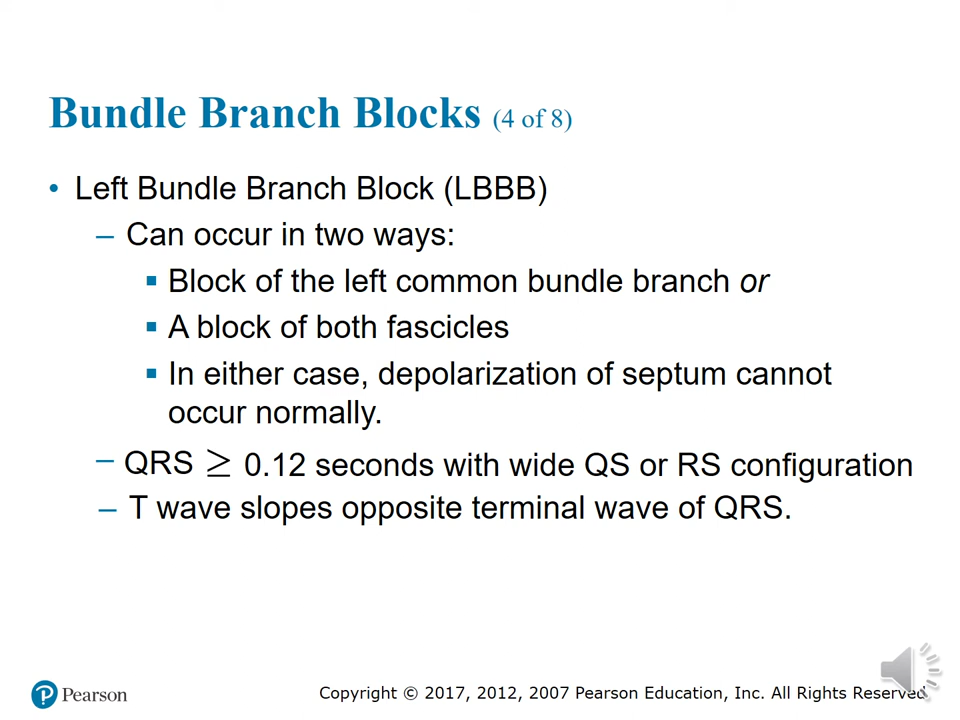 Bundle Branch Blocks (4 of 8)
• Left Bundle Branch Block (LBBB)
– Can occur in two ways:
▪ Block of the left common bundle branch or
▪ A block of both fascicles
▪ In either case, depolarization of septum cannot
occur normally.
– QRS ≥ 0.12 seconds with wide QS or RS configuration
– T wave slopes opposite terminal wave of QRS.
P Pearson
Copyright © 2017, 2012, 2007 Pearson Education, Inc. All Rights Reserved